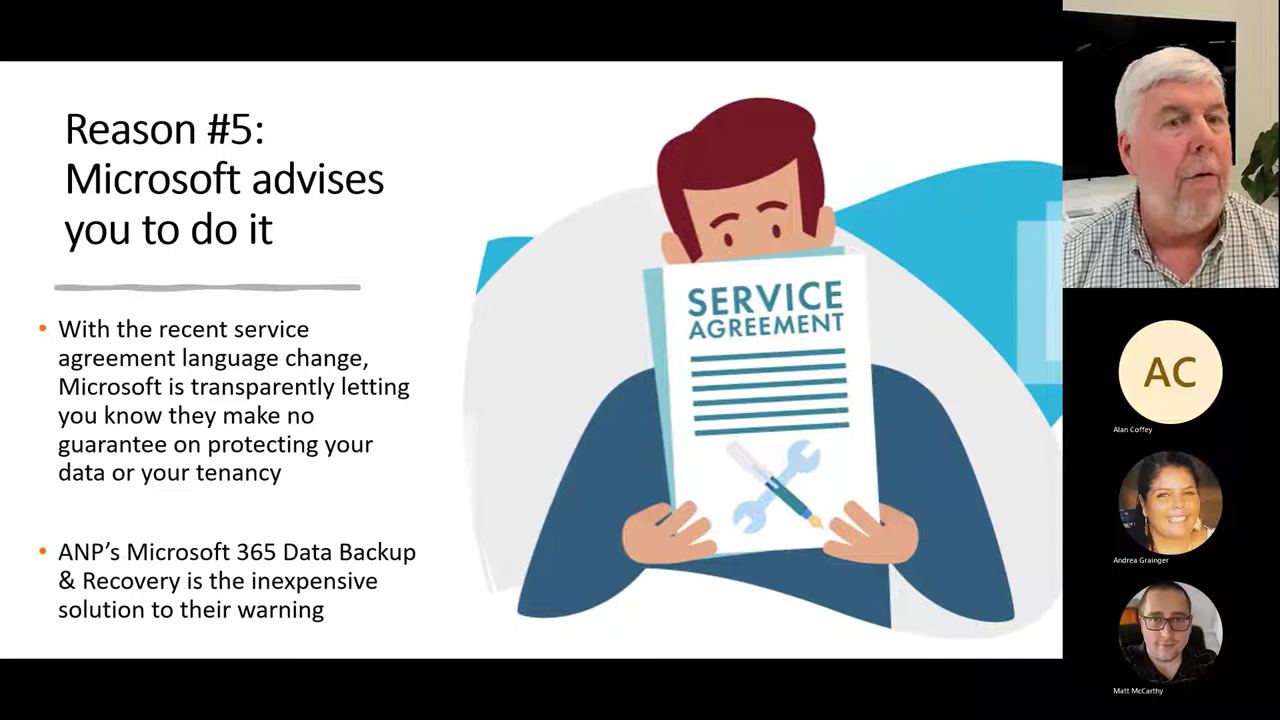 Reason #5:
Microsoft advises
you to do it
• With the recent service
agreement language change,
Microsoft is transparently letting
you know they make no
guarantee on protecting your
data or your tenancy
• ANP’s Microsoft 365 Data Backup
& Recovery is the inexpensive
solution to their warning
SERVICE
AGREEMENT
AC
Alan Coffey
Andrea Grainger
Matt McCarthy